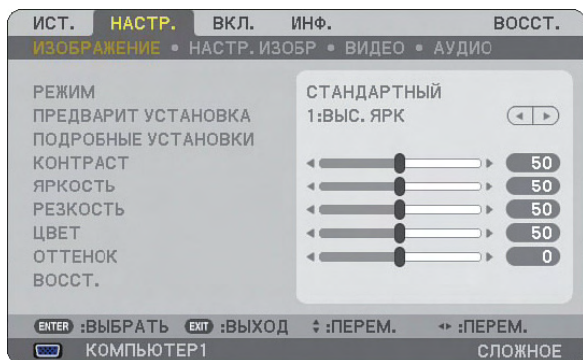 ИСТ. НАСТР. ВКЛ. ИНФ. ВОССТ.
ИЗОБРАЖЕНИЕ • НАСТР. ИЗОБР • ВИДЕО • АУДИО
РЕЖИМ СТАНДАРТНЫЙ
ПРЕДВАРИТ УСТАНОВКА 1:ВЫС. ЯРК
ПОДРОБНЫЕ УСТАНОВКИ
КОНТРАСТ 50
ЯРКОСТЬ 50
РЕЗКОСТЬ 50
ЦВЕТ 50
ОТТЕНОК 0
ВОССТ.
ENTER :ВЫБРАТЬ EXIT :ВЫХОД :ПЕРЕМ. :ПЕРЕМ.
КОМПЬЮТЕР1 СЛОЖНОЕ